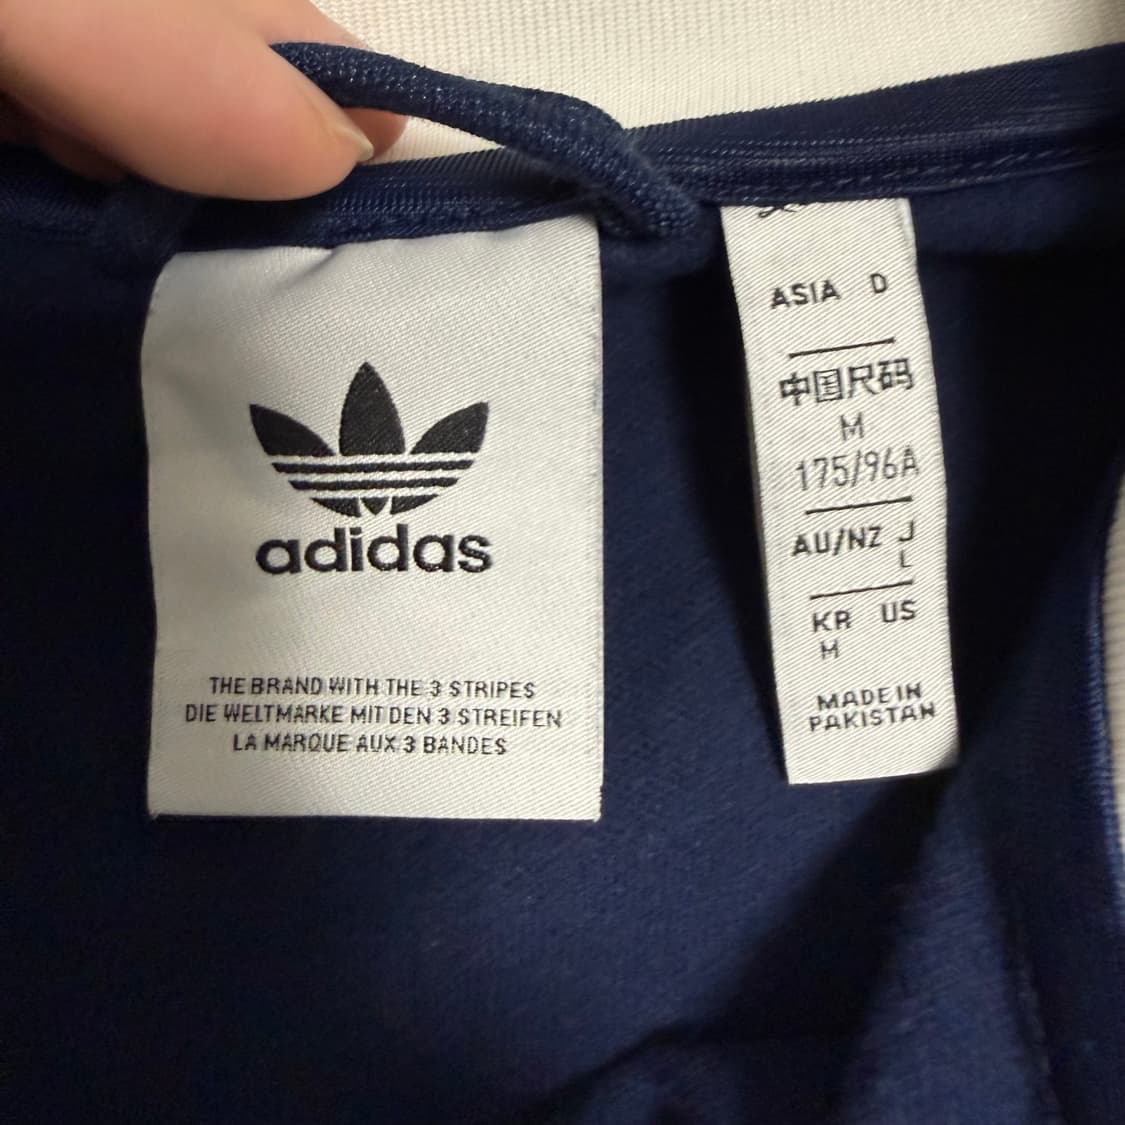 adidas
THE BRAND WITH THE 3 STRIPES
DIE WELTMARKE MIT DEN 3 STREIFEN
LA MARQUE AUX 3 BANDES
ASIA D
中国尺码
M
175/96A
AU/NZ J
L
KR US
M
MADE IN
PAKISTAN